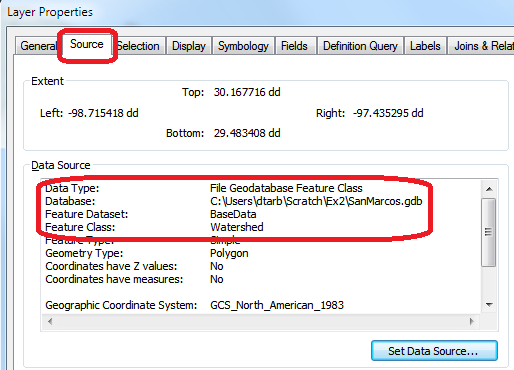 Layer Properties
General Source Selection Display Symbology Fields Definition Query Labels Joins & Rela
Extent
Top: 30.167716 dd
Left: -98.715418 dd Right: -97.435295 dd
Bottom: 29.483408 dd
Data Source
Data Type: File Geodatabase Feature Class
Database: C:\Users\dtarb\Scratch\Ex2\SanMarcos.gdb
Feature Dataset: BaseData
Feature Class: Watershed
Feature Type: Simple
Geometry Type: Polygon
Coordinates have Z values: No
Coordinates have measures: No
Geographic Coordinate System: GCS_North_American_1983
Set Data Source...